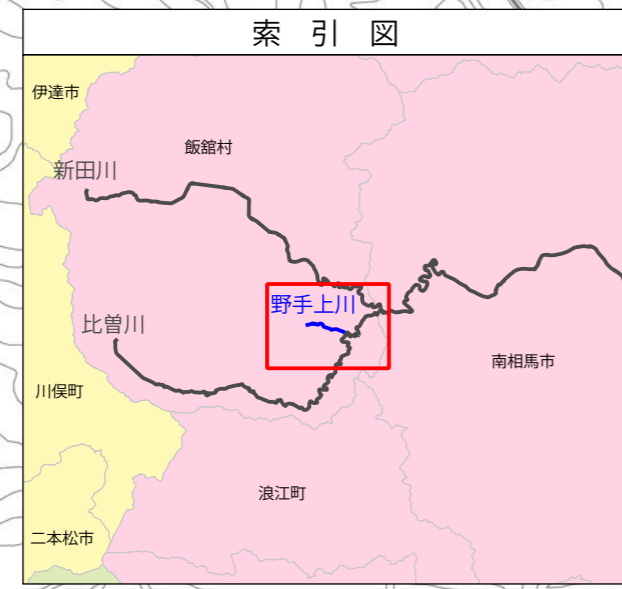 索引図
伊達市
飯舘村
新田川
野手上川
比曽川
南相馬市
川俣町
浪江町
二本松市